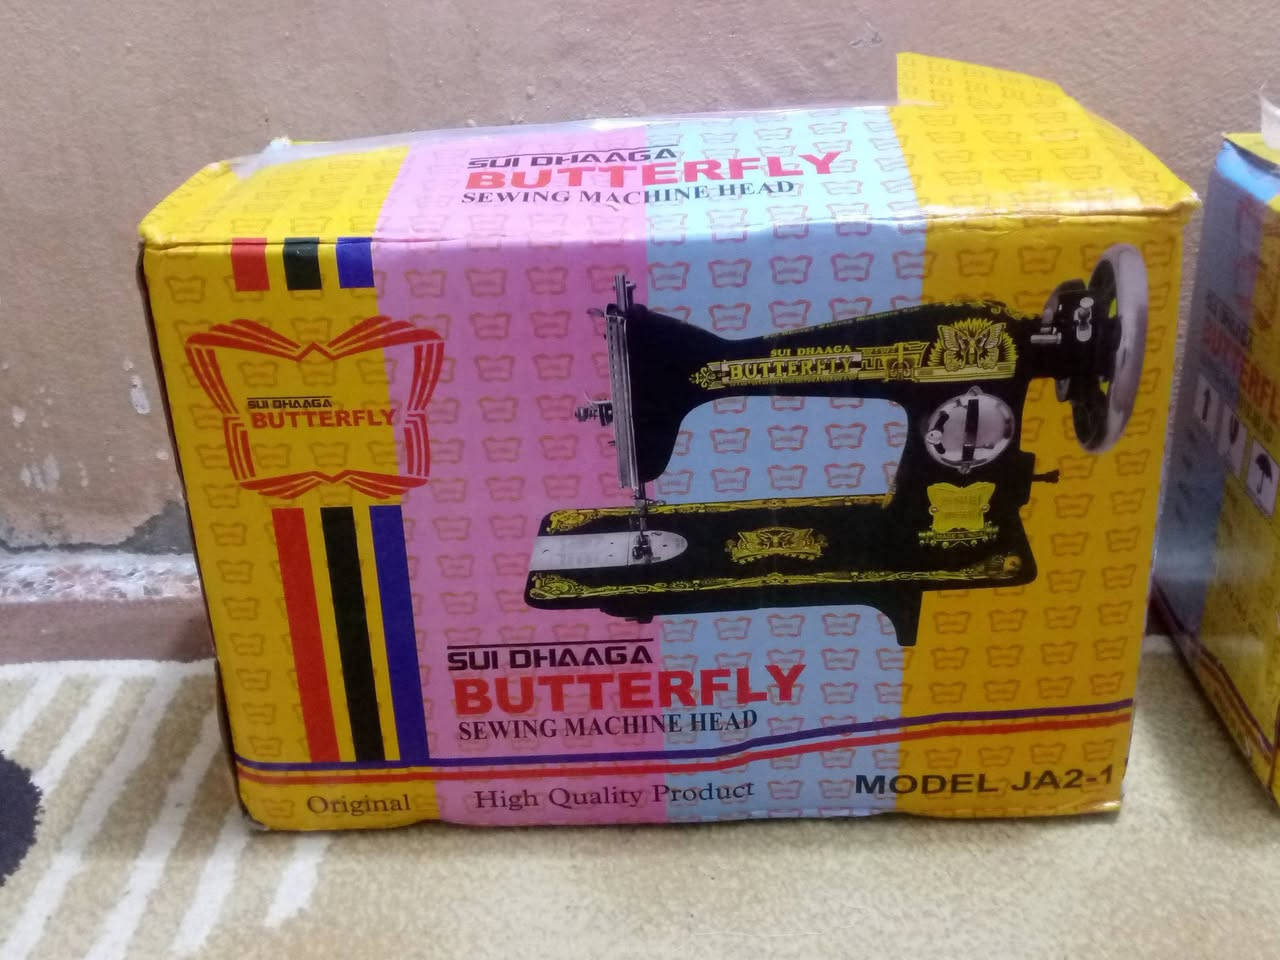 SUI DHAAGA
BUTTERFLY
SEWING MACHINE HEAD
SUI DHAAGA
BUTTERFLY
SUI DHAAGA
BUTTERFLY
SUI DHAAGA
BUTTERFLY
SEWING MACHINE HEAD
Original High Quality Product MODEL JA2-1